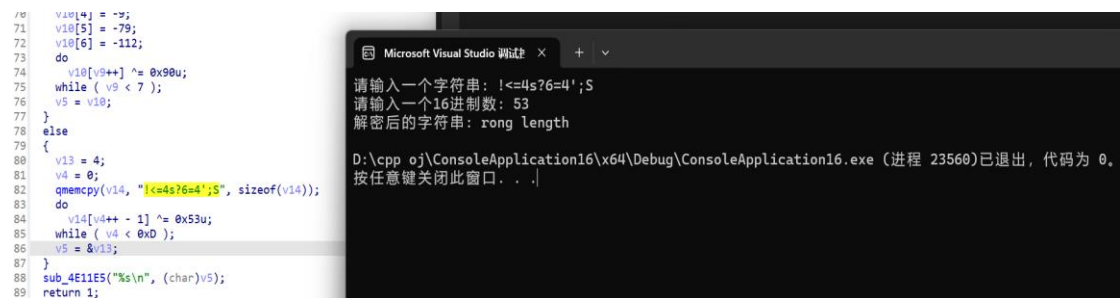 70 v10[4] = -9;
71 v10[5] = -79;
72 v10[6] = -112;
73 do
74 v10[v9++] ^= 0x90u;
75 while ( v9 < 7 );
76 v5 = v10;
77 }
78 else
79 {
80 v13 = 4;
81 v4 = 0;
82 qmemcpy(v14, "!<=4s?6=4';S", sizeof(v14));
83 do
84 v14[v4++ - 1] ^= 0x53u;
85 while ( v4 < 0xD );
86 v5 = &v13;
87 }
88 sub_4E11E5("%s\n", (char)v5);
89 return 1;
Microsoft Visual Studio 调试
请输入一个字符串: !<=4s?6=4';S
请输入一个16进制数: 53
解密后的字符串: rong length
D:\cpp oj\ConsoleApplication16\x64\Debug\ConsoleApplication16.exe (进程 23560)已退出，代码为 0。
按任意键关闭此窗口. . .